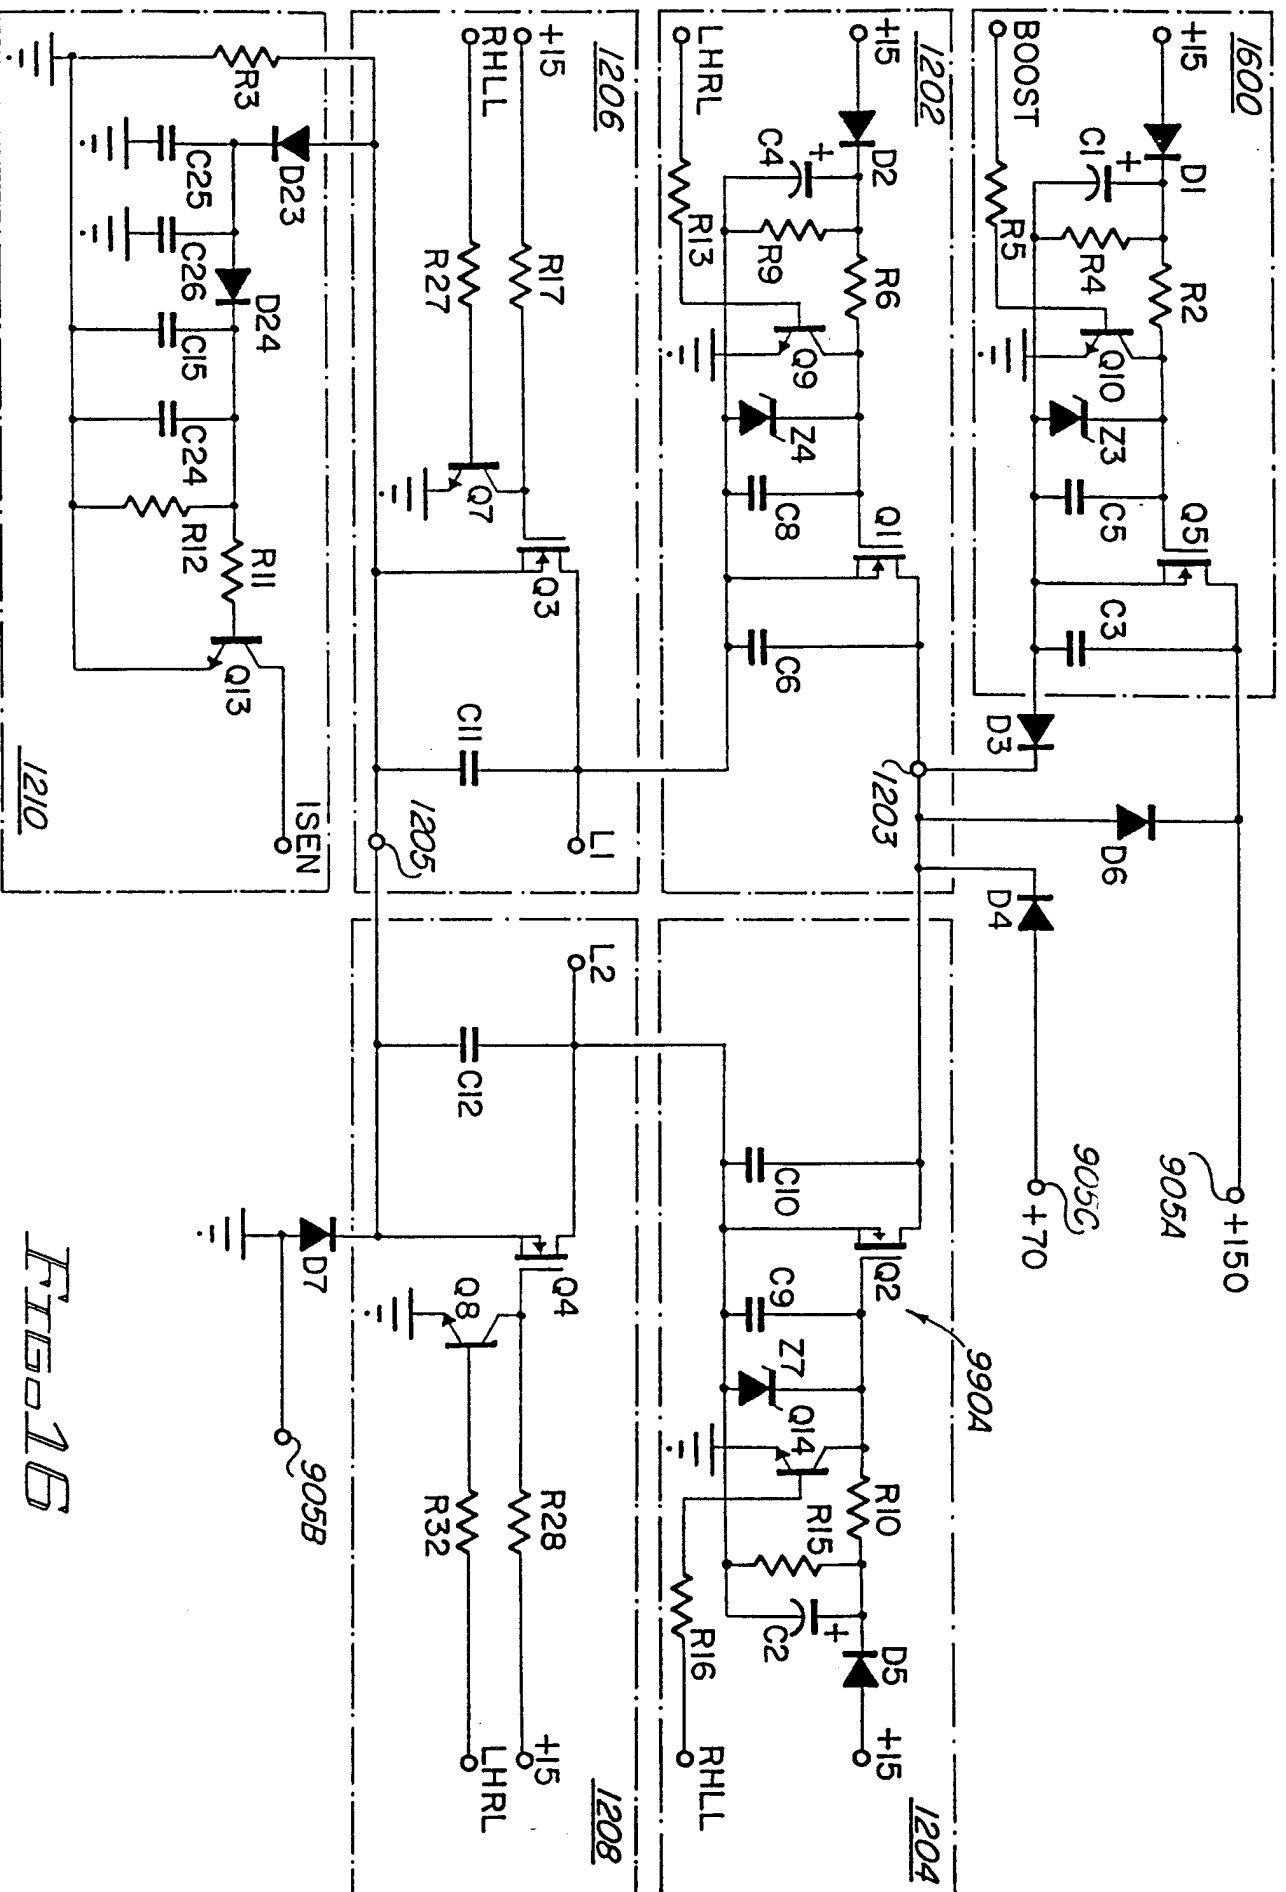 1600
+15
BOOST
D1
C1
+
R4
R5
R2
Q10
Z3
C5
Q5
C3
D3
D6
D4
+150
905A
+70
905C
1202
+15
LHRL
D2
C4
+
R9
R13
R6
Q9
Z4
C8
Q1
C6
1203
1204
990A
Q2
C10
C9
Z7
Q14
R10
R15
C2
+
R16
D5
+15
RHLL
1206
+15
RHLL
R17
R27
Q7
Q3
C11
L1
1205
1208
L2
C12
Q4
Q8
R28
R32
+15
LHRL
D7
905B
R3
D23
C25
C26
D24
C15
C24
R12
R11
Q13
ISEN
1210
FIG-16